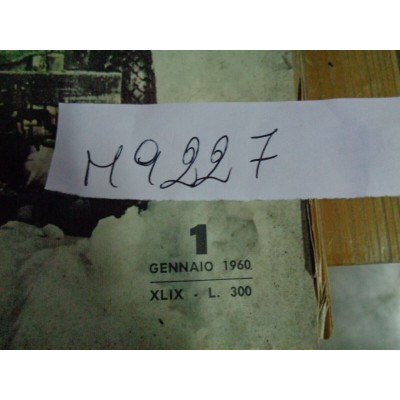 M9227
1
GENNAIO 1960
XLIX - L. 300